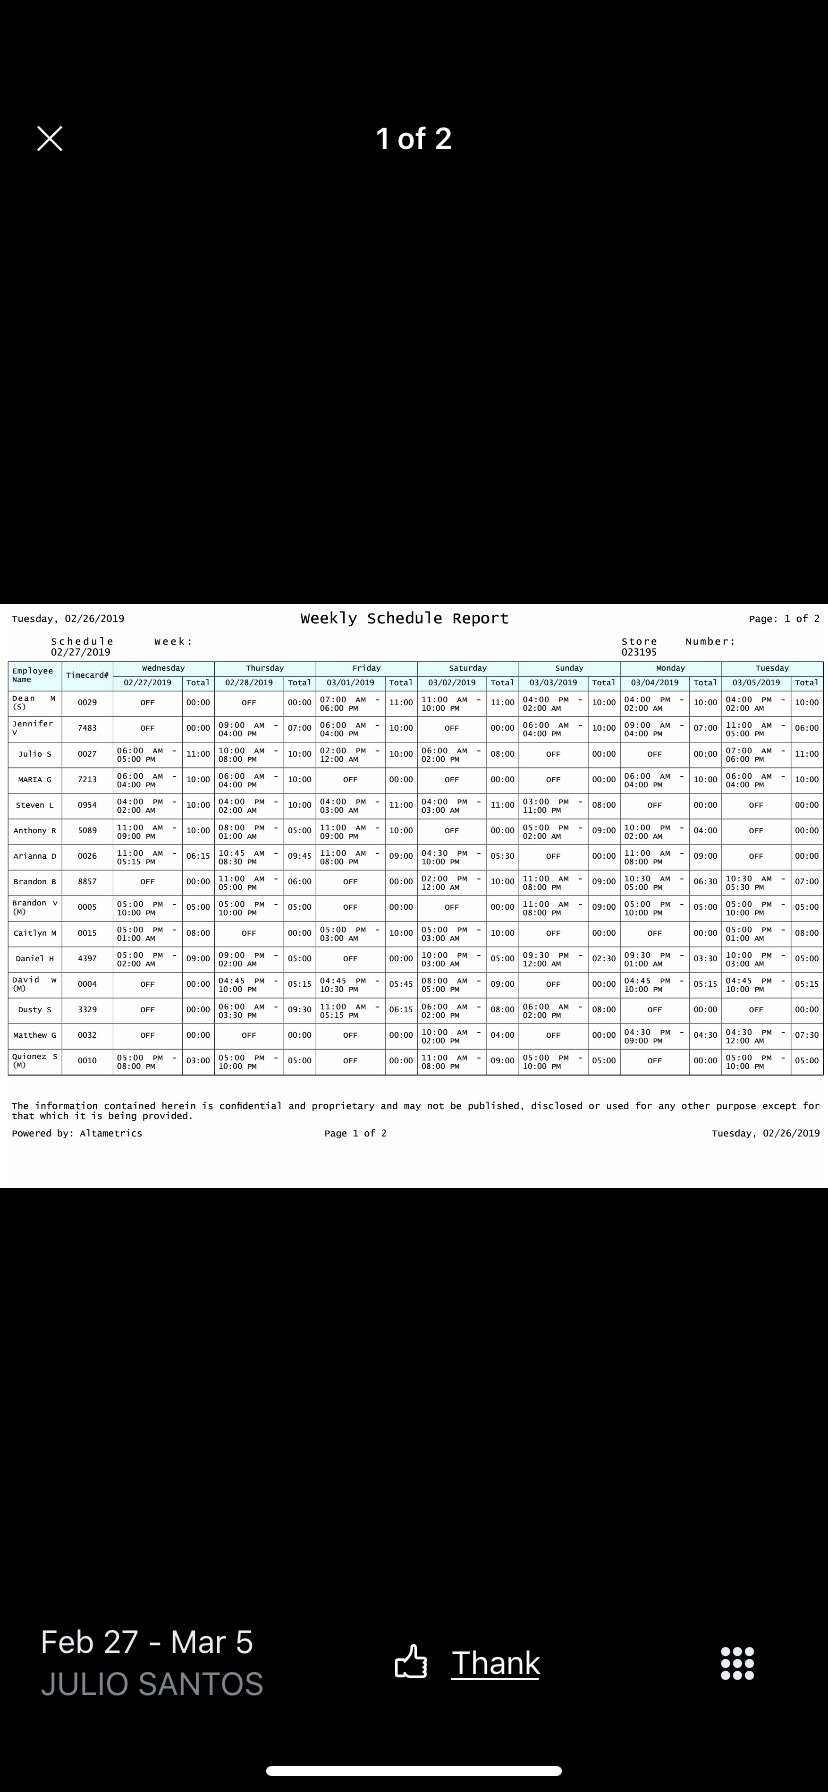 1 of 2
Tuesday, 02/26/2019 Weekly Schedule Report Page: 1 of 2
Schedule Week: Store Number:
02/27/2019 023195
Employee Name Timecard# Wednesday Thursday Friday Saturday Sunday Monday Tuesday
02/27/2019 Total 02/28/2019 Total 03/01/2019 Total 03/02/2019 Total 03/03/2019 Total 03/04/2019 Total 03/05/2019 Total
Dean M (S) 0029 OFF 00:00 OFF 00:00 07:00 AM - 06:00 PM 11:00 11:00 AM - 10:00 PM 11:00 04:00 PM - 02:00 AM 10:00 04:00 PM - 02:00 AM 10:00 04:00 PM - 02:00 AM 10:00
Jennifer V 7483 OFF 00:00 09:00 AM - 04:00 PM 07:00 06:00 AM - 04:00 PM 10:00 OFF 00:00 06:00 AM - 04:00 PM 10:00 09:00 AM - 04:00 PM 07:00 11:00 AM - 05:00 PM 06:00
Julio S 0027 06:00 AM - 05:00 PM 11:00 10:00 AM - 08:00 PM 10:00 02:00 PM - 12:00 AM 10:00 06:00 AM - 02:00 PM 08:00 OFF 00:00 OFF 00:00 07:00 AM - 06:00 PM 11:00
MARIA G 7213 06:00 AM - 04:00 PM 10:00 06:00 AM - 04:00 PM 10:00 OFF 00:00 OFF 00:00 OFF 00:00 06:00 AM - 04:00 PM 10:00 06:00 AM - 04:00 PM 10:00
Steven L 0954 04:00 PM - 02:00 AM 10:00 04:00 PM - 02:00 AM 10:00 04:00 PM - 03:00 AM 11:00 04:00 PM - 03:00 AM 11:00 03:00 PM - 11:00 PM 08:00 OFF 00:00 OFF 00:00
Anthony R 5089 11:00 AM - 09:00 PM 10:00 08:00 PM - 01:00 AM 05:00 11:00 AM - 09:00 PM 10:00 OFF 00:00 05:00 PM - 02:00 AM 09:00 10:00 PM - 02:00 AM 04:00 OFF 00:00
Arianna D 0026 11:00 AM - 05:15 PM 06:15 10:45 AM - 08:30 PM 09:45 11:00 AM - 08:00 PM 09:00 04:30 PM - 10:00 PM 05:30 OFF 00:00 11:00 AM - 08:00 PM 09:00 OFF 00:00
Brandon B 8857 OFF 00:00 11:00 AM - 05:00 PM 06:00 OFF 00:00 02:00 PM - 12:00 AM 10:00 11:00 AM - 08:00 PM 09:00 10:30 AM - 05:00 PM 06:30 10:30 AM - 05:30 PM 07:00
Brandon V (M) 0005 05:00 PM - 10:00 PM 05:00 05:00 PM - 10:00 PM 05:00 OFF 00:00 OFF 00:00 11:00 AM - 08:00 PM 09:00 05:00 PM - 10:00 PM 05:00 05:00 PM - 10:00 PM 05:00
Caitlyn M 0015 05:00 PM - 01:00 AM 08:00 OFF 00:00 05:00 PM - 03:00 AM 10:00 05:00 PM - 03:00 AM 10:00 OFF 00:00 OFF 00:00 05:00 PM - 01:00 AM 08:00
Daniel H 4397 05:00 PM - 02:00 AM 09:00 09:00 PM - 02:00 AM 05:00 OFF 00:00 10:00 PM - 03:00 AM 05:00 09:30 PM - 12:00 AM 02:30 09:30 PM - 01:00 AM 03:30 10:00 PM - 03:00 AM 05:00
David W (M) 0004 OFF 00:00 04:45 PM - 10:00 PM 05:15 04:45 PM - 10:30 PM 05:45 08:00 AM - 05:00 PM 09:00 OFF 00:00 04:45 PM - 10:00 PM 05:15 04:45 PM - 10:00 PM 05:15
Dusty S 3329 OFF 00:00 06:00 AM - 03:30 PM 09:30 11:00 AM - 05:15 PM 06:15 06:00 AM - 02:00 PM 08:00 06:00 AM - 02:00 PM 08:00 OFF 00:00 OFF 00:00
Matthew G 0032 OFF 00:00 OFF 00:00 OFF 00:00 10:00 AM - 02:00 PM 04:00 OFF 00:00 04:30 PM - 09:00 PM 04:30 04:30 PM - 12:00 AM 07:30
Quionez S (M) 0010 05:00 PM - 08:00 PM 03:00 05:00 PM - 10:00 PM 05:00 OFF 00:00 11:00 AM - 08:00 PM 09:00 05:00 PM - 10:00 PM 05:00 OFF 00:00 05:00 PM - 10:00 PM 05:00
The information contained herein is confidential and proprietary and may not be published, disclosed or used for any other purpose except for
that which it is being provided.
Powered by: Altametrics Page 1 of 2 Tuesday, 02/26/2019
Feb 27 - Mar 5
JULIO SANTOS
Thank